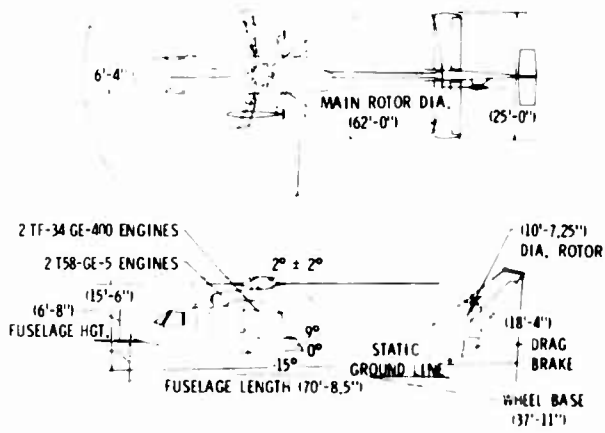 6'-4"
MAIN ROTOR DIA.
(62'-0")
(25'-0")
2 TF-34 GE-400 ENGINES
2 T58-GE-5 ENGINES
2° ± 2°
(10'-7,25")
DIA, ROTOR
(15'-6")
(6'-8")
FUSELAGE HGT.
9°
0°
-15°
STATIC
GROUND LINE
(18'-4")
DRAG
BRAKE
FUSELAGE LENGTH (70'-8,5")
WHEEL BASE
(37'-11")